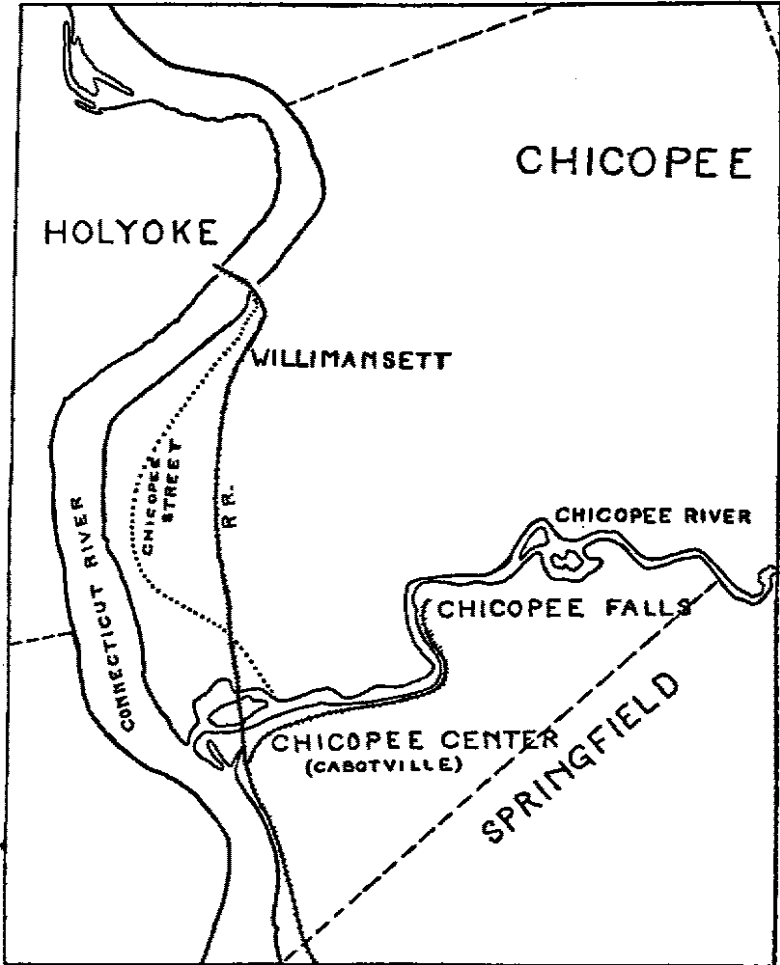 CHICOPEE
HOLYOKE
WILLIMANSETT
CHICOPEE
STREET
R R.
CONNECTICUT RIVER
CHICOPEE RIVER
CHICOPEE FALLS
CHICOPEE CENTER
(CABOTVILLE)
SPRINGFIELD